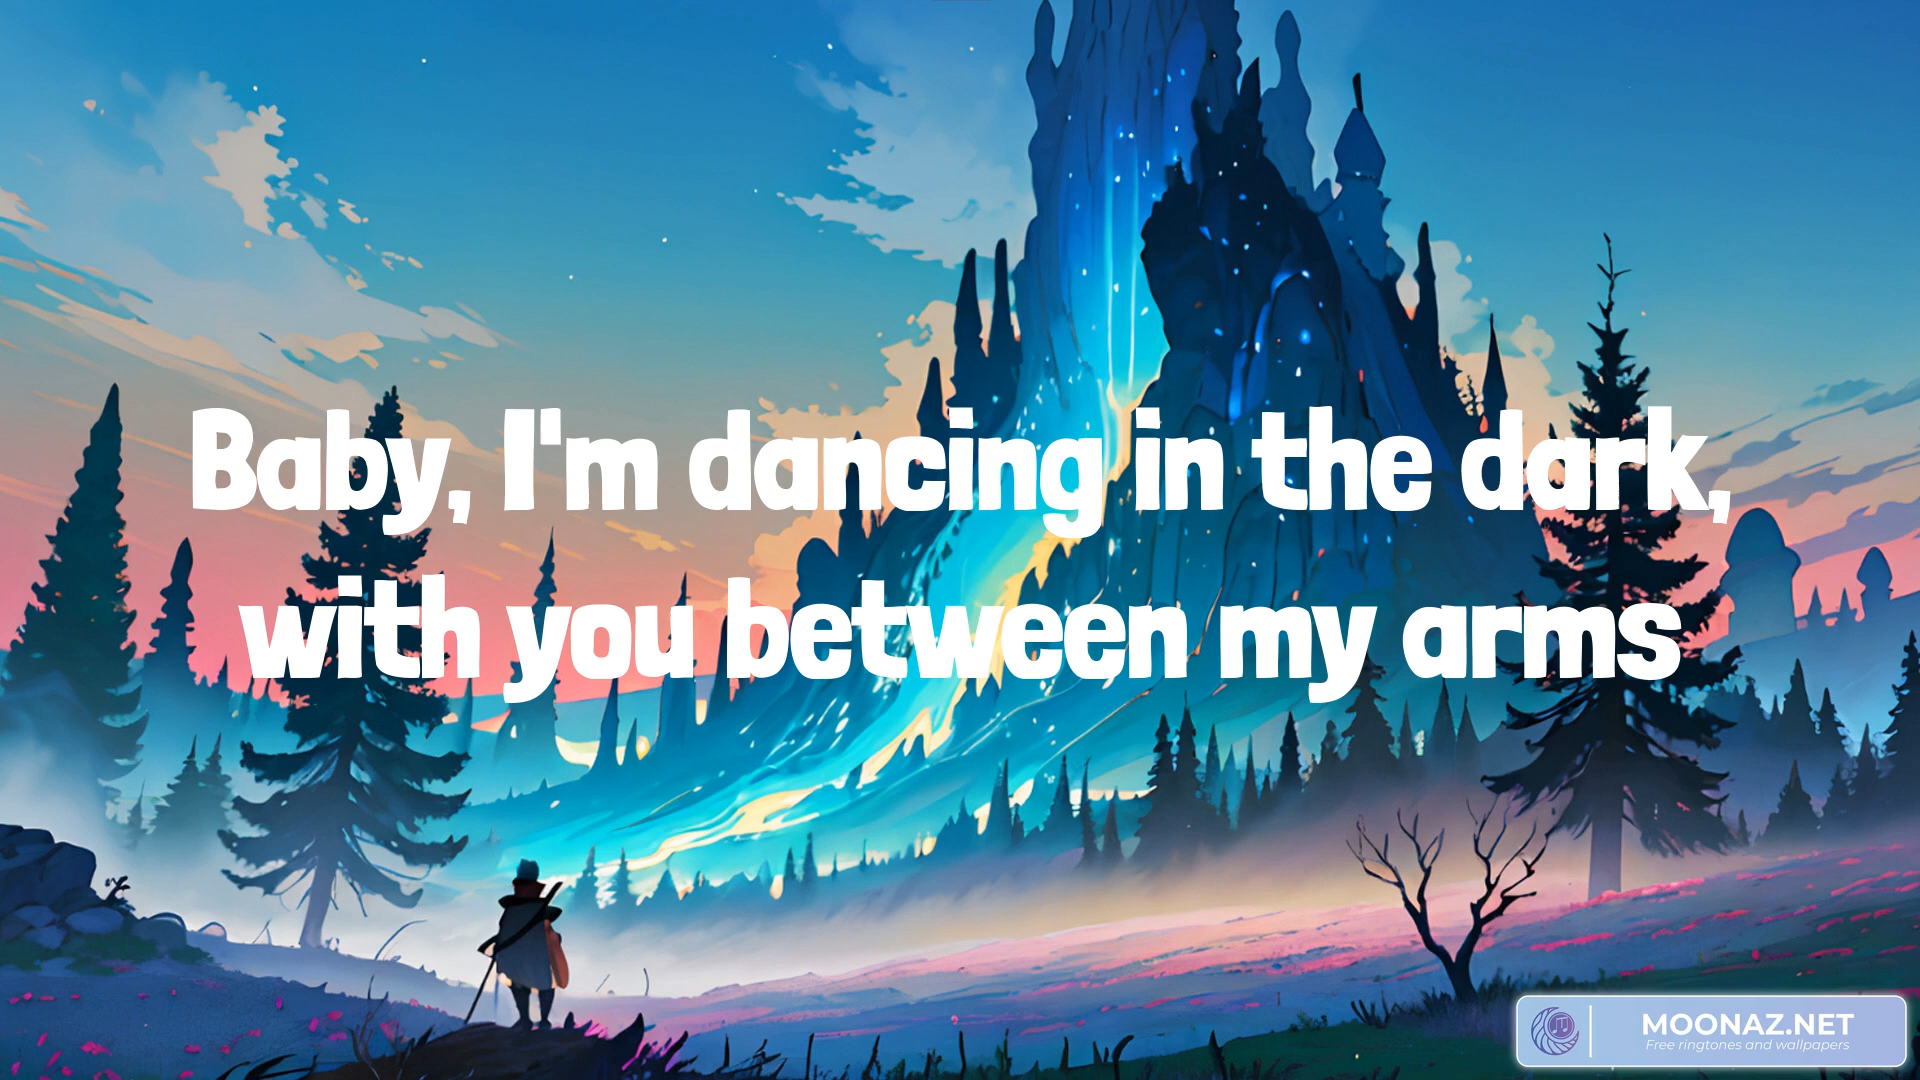 Baby, I'm dancing in the dark,
with you between my arms
MOONAZ.NET
Free ringtones and wallpapers